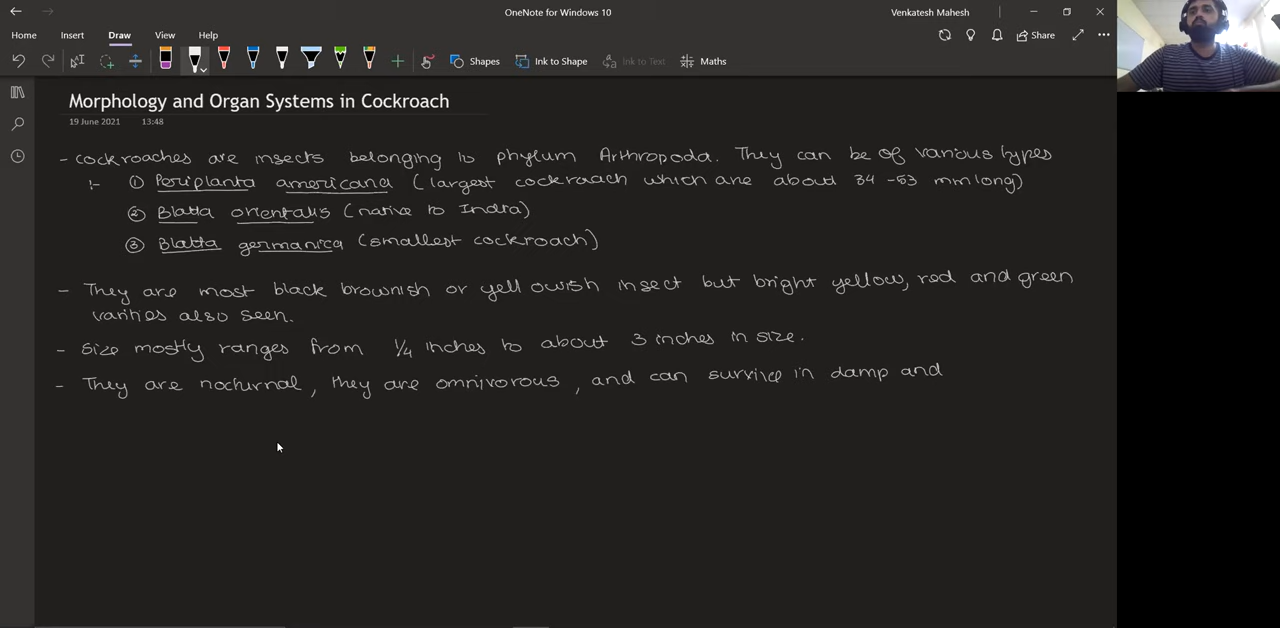 OneNote for Windows 10
Venkatesh Mahesh
Home Insert Draw View Help
Share
Shapes Ink to Shape Ink to Text Maths
Morphology and Organ Systems in Cockroach
19 June 2021 13:48
- Cockroaches are insects belonging to phylum Arthropoda. They can be of various types
:- ① Periplanta americana (largest cockroach which are about 34 -53 mm long)
② Blatta orientalis (native to India)
③ Blatta germanica (smallest cockroach)
- They are most black brownish or yellowish insect but bright yellow, red and green
varities also seen.
- Size mostly ranges from 1/4 inches to about 3 inches in size.
- They are nocturnal, they are omnivorous, and can survive in damp and